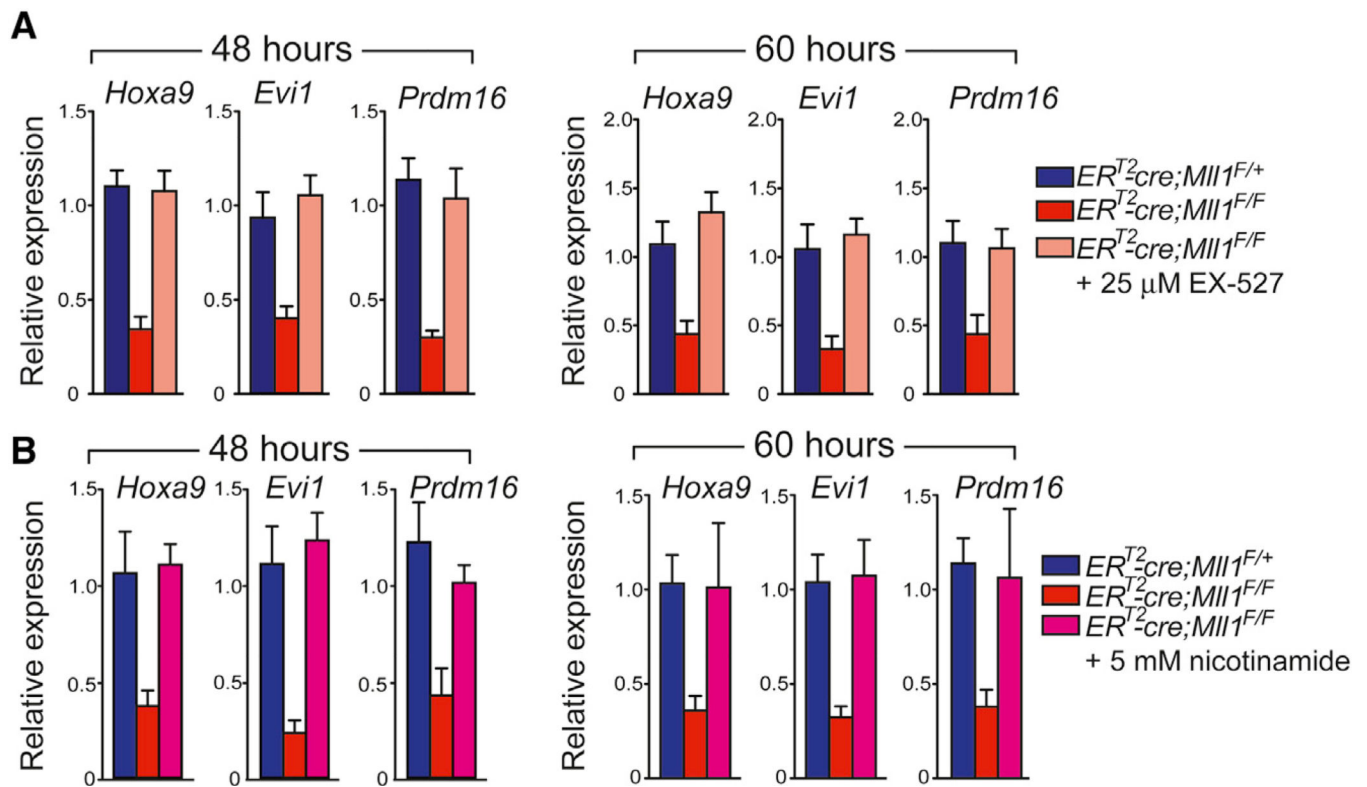 A
48 hours
60 hours
Hoxa9 Evi1 Prdm16
Hoxa9 Evi1 Prdm16
Relative expression
1.5
1.0
0.5
0
1.5
1.0
0.5
0
1.5
1.0
0.5
0
Relative expression
2.0
1.5
1.0
0.5
0
2.0
1.5
1.0
0.5
0
2.0
1.5
1.0
0.5
0
ER^T2-cre;Mll1^F/+
ER^T2-cre;Mll1^F/F
ER^T2-cre;Mll1^F/F
+ 25 μM EX-527
B
48 hours
60 hours
Hoxa9 Evi1 Prdm16
Hoxa9 Evi1 Prdm16
Relative expression
1.5
1.0
0.5
0
1.5
1.0
0.5
0
1.5
1.0
0.5
0
Relative expression
1.5
1.0
0.5
0
1.5
1.0
0.5
0
1.5
1.0
0.5
0
ER^T2-cre;Mll1^F/+
ER^T2-cre;Mll1^F/F
ER^T2-cre;Mll1^F/F
+ 5 mM nicotinamide